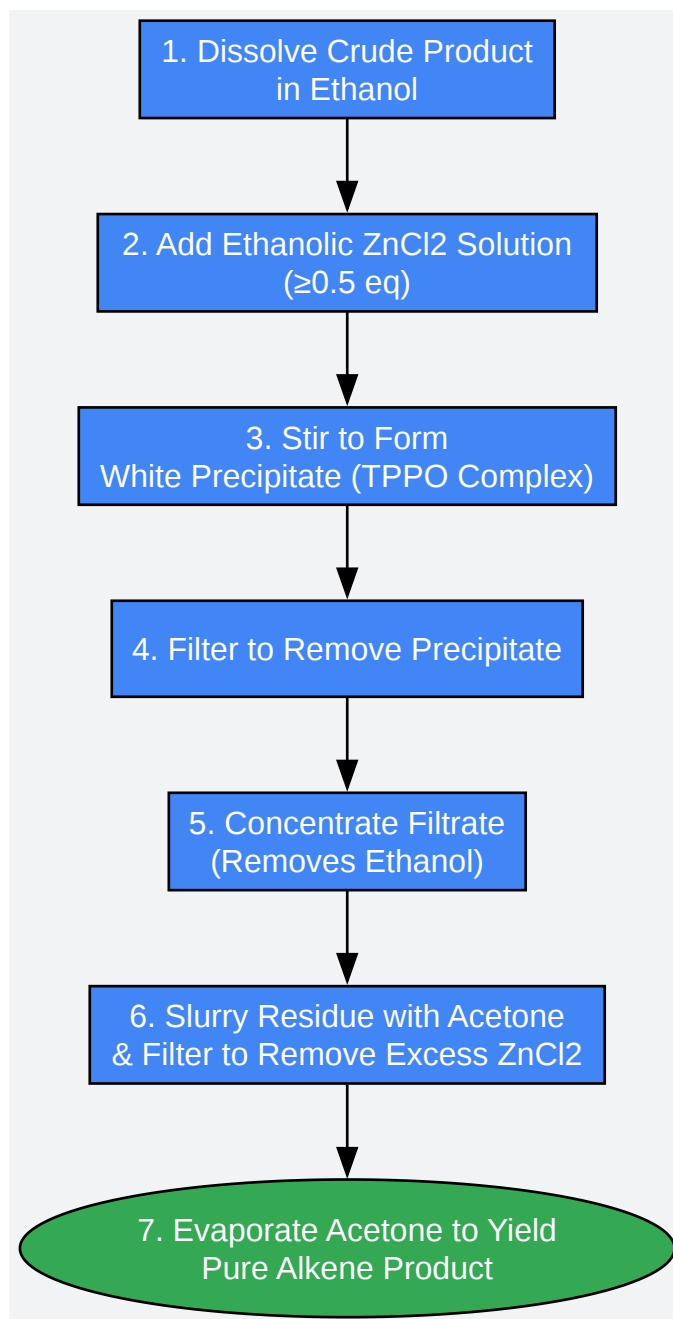 1. Dissolve Crude Product
in Ethanol
2. Add Ethanolic ZnCl2 Solution
(≥0.5 eq)
3. Stir to Form
White Precipitate (TPPO Complex)
4. Filter to Remove Precipitate
5. Concentrate Filtrate
(Removes Ethanol)
6. Slurry Residue with Acetone
& Filter to Remove Excess ZnCl2
7. Evaporate Acetone to Yield
Pure Alkene Product